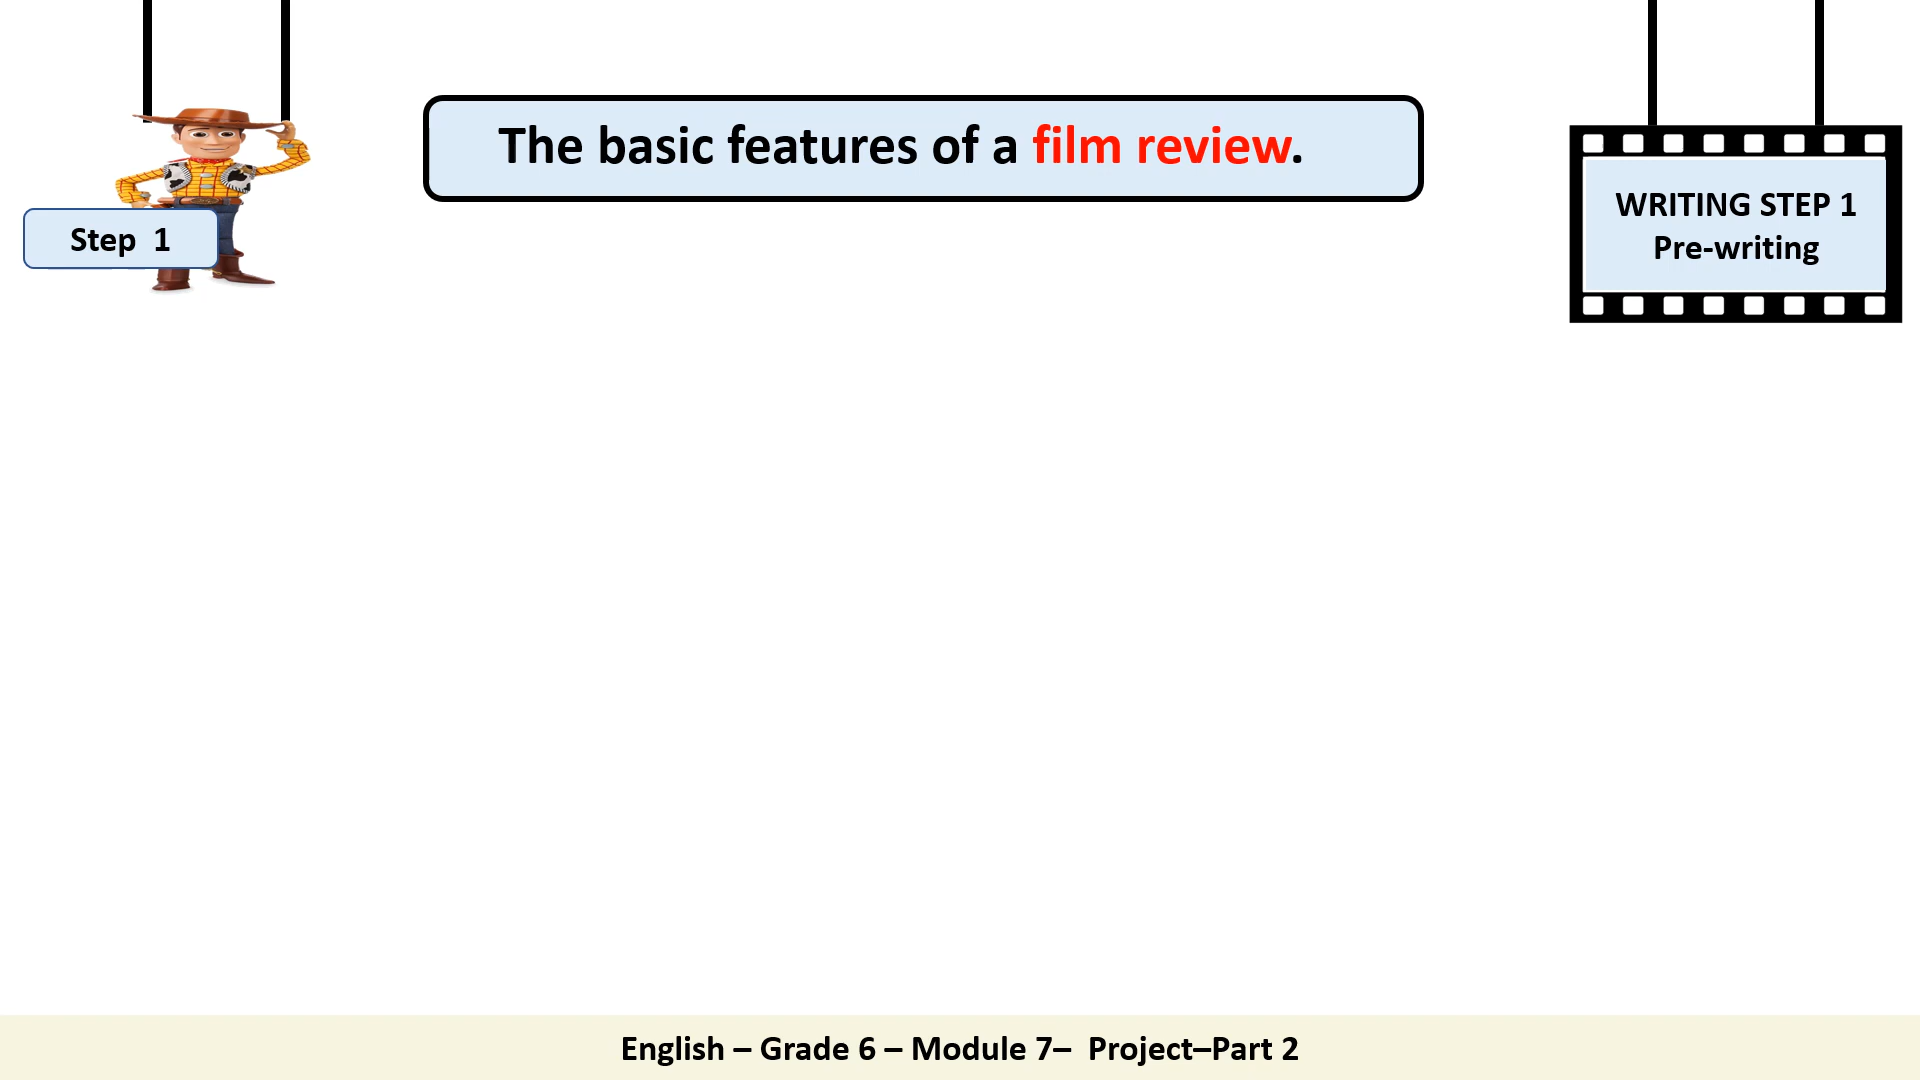 The basic features of a film review.
WRITING STEP 1
Pre-writing
Step 1
English – Grade 6 – Module 7– Project–Part 2